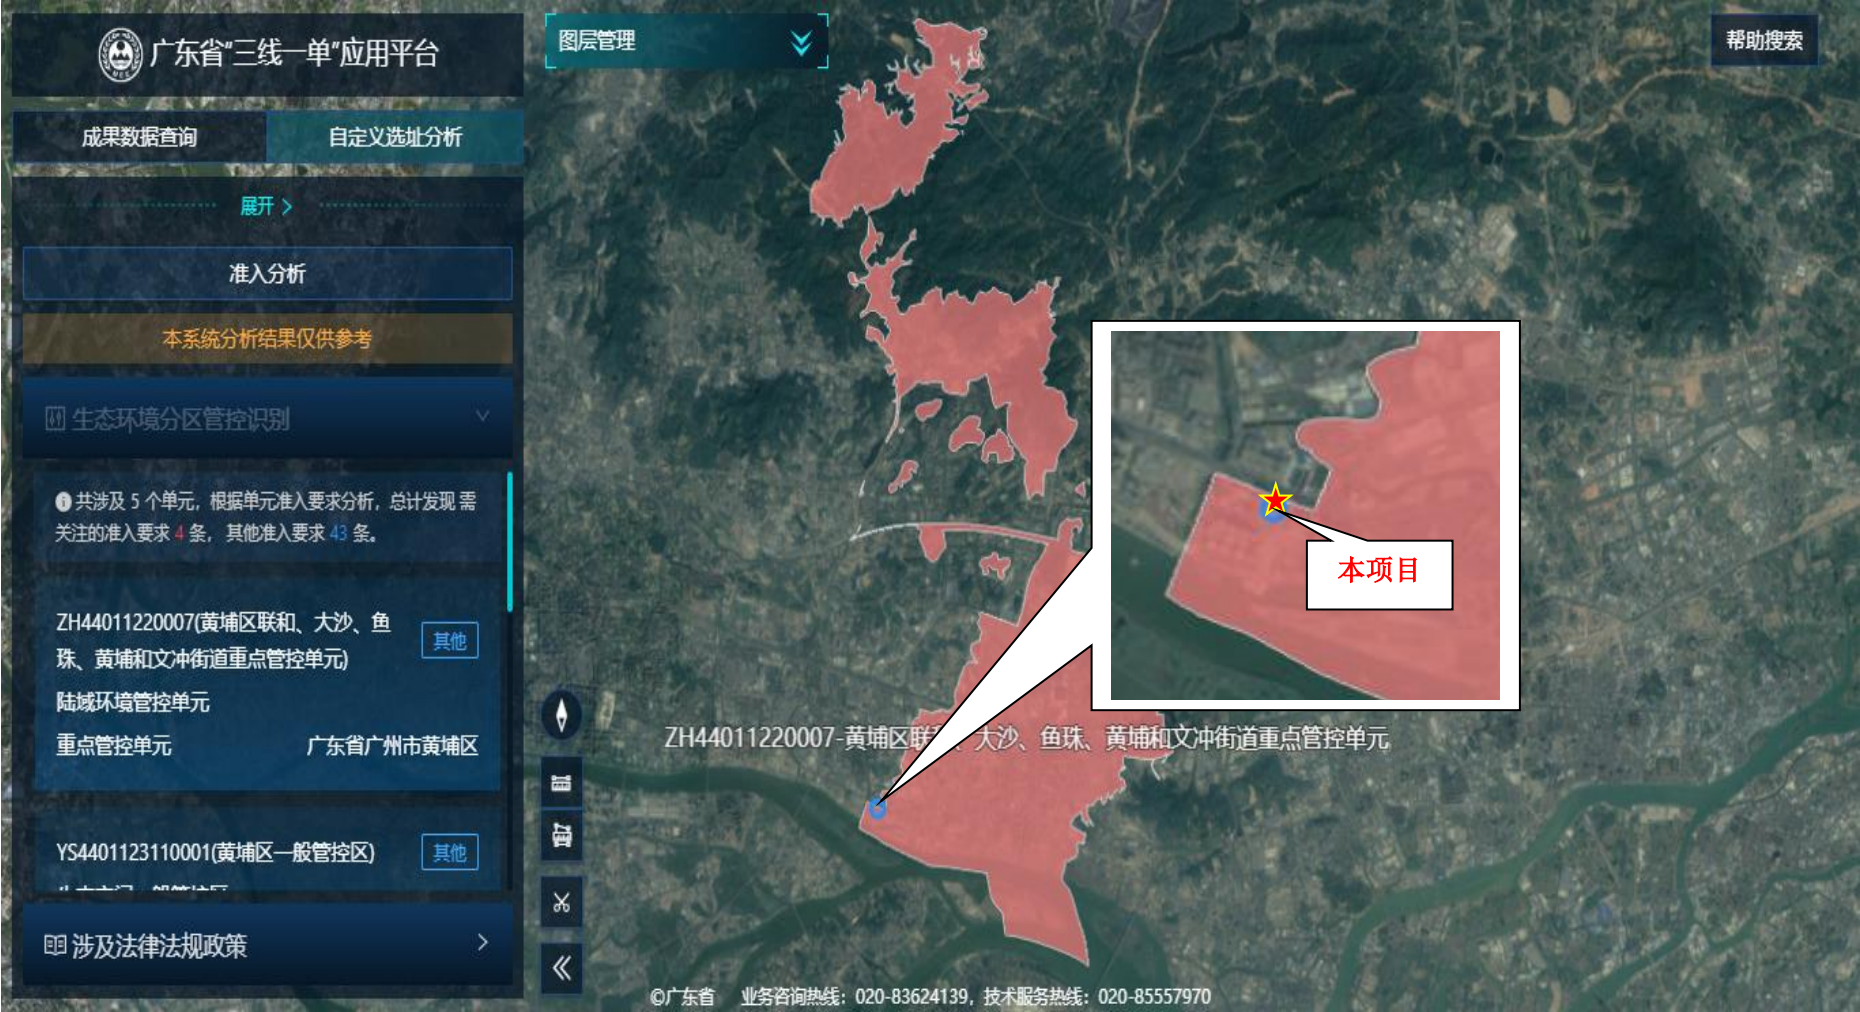 广东省“三线一单”应用平台
成果数据查询
自定义选址分析
展开 >
准入分析
本系统分析结果仅供参考
生态环境分区管控识别
共涉及 5 个单元，根据单元准入要求分析，总计发现 需
关注的准入要求 4 条， 其他准入要求 43 条。
ZH44011220007(黄埔区联和、大沙、鱼
珠、黄埔和文冲街道重点管控单元)
其他
陆域环境管控单元
重点管控单元
广东省广州市黄埔区
YS4401123110001(黄埔区一般管控区)
其他
涉及法律法规政策
图层管理
帮助搜索
本项目
ZH44011220007-黄埔区联和、大沙、鱼珠、黄埔和文冲街道重点管控单元
©广东省 业务咨询热线：020-83624139，技术服务热线：020-85557970